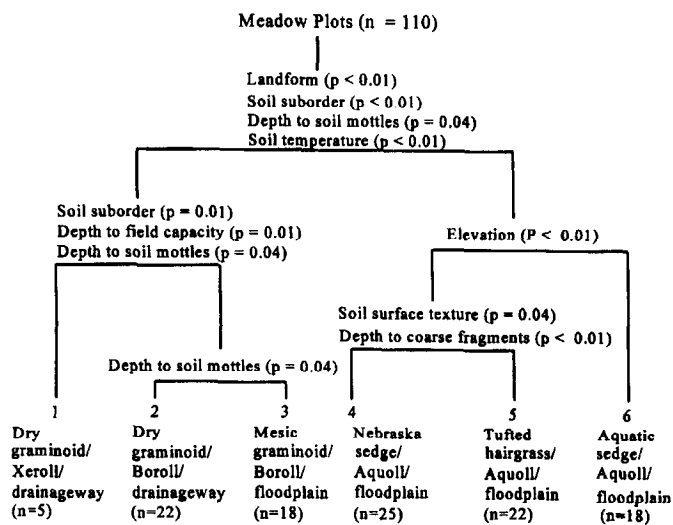 Meadow Plots (n = 110)
Landform (p < 0.01)
Soil suborder (p < 0.01)
Depth to soil mottles (p = 0.04)
Soil temperature (p < 0.01)
Soil suborder (p = 0.01)
Depth to field capacity (p = 0.01)
Depth to soil mottles (p = 0.04)
Elevation (P < 0.01)
Soil surface texture (p = 0.04)
Depth to coarse fragments (p < 0.01)
Depth to soil mottles (p = 0.04)
1
Dry
graminoid/
Xeroll/
drainageway
(n=5)
2
Dry
graminoid/
Boroll/
drainageway
(n=22)
3
Mesic
graminoid/
Boroll/
floodplain
(n=18)
4
Nebraska
sedge/
Aquoll/
floodplain
(n=25)
5
Tufted
hairgrass/
Aquoll/
floodplain
(n=22)
6
Aquatic
sedge/
Aquoll/
floodplain
(n=18)